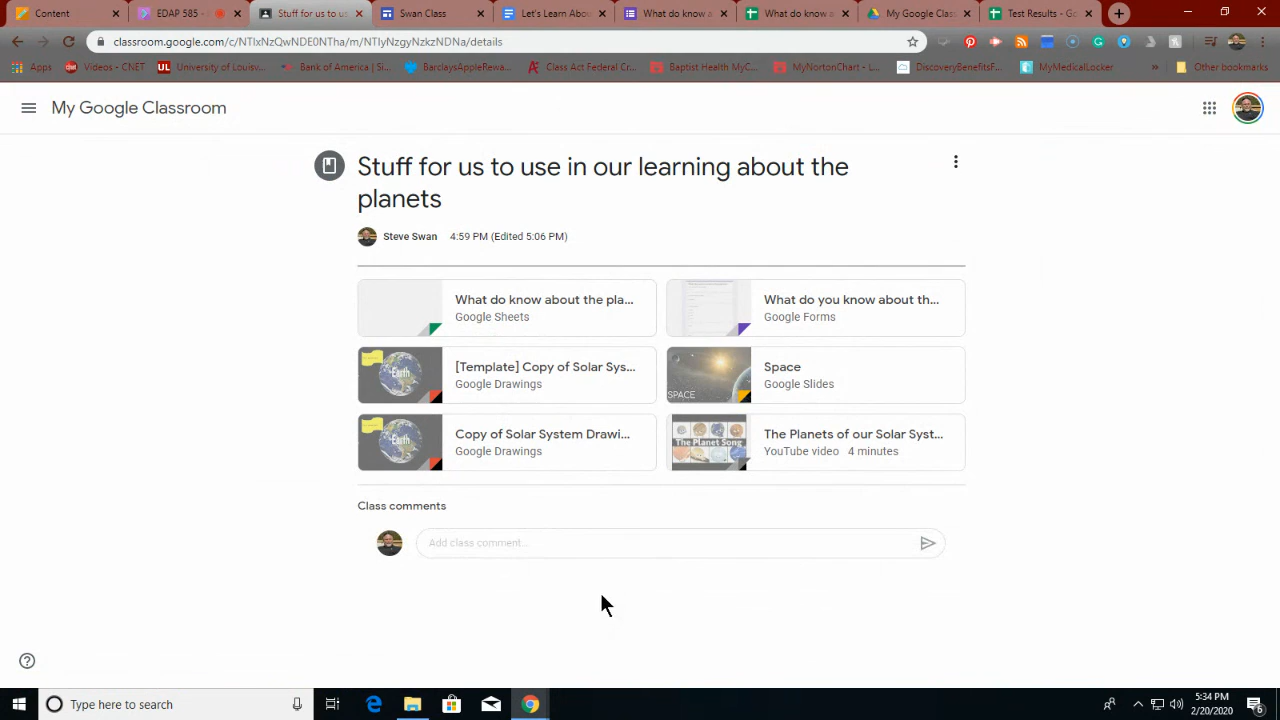 Content
EDAP 585 -
Stuff for us to us
Swan Class
Let's Learn Abou
What do know a
What do know a
My Google Clas
Test Results - Go
classroom.google.com/c/NTIxNzQwNDE0NTha/m/NTIyNzgyNzkzNDNa/details
Apps
Videos - CNET
University of Louisv...
Bank of America | Si...
BarclaysAppleRewa...
Class Act Federal Cr...
Baptist Health MyC...
MyNortonChart - L...
DiscoveryBenefitsF...
MyMedicalLocker
»
Other bookmarks
My Google Classroom
Stuff for us to use in our learning about the
planets
Steve Swan 4:59 PM (Edited 5:06 PM)
What do know about the pla...
Google Sheets
What do you know about th...
Google Forms
Earth
[Template] Copy of Solar Sys...
Google Drawings
SPACE
Space
Google Slides
Earth
Copy of Solar System Drawi...
Google Drawings
The Planet Song
The Planets of our Solar Syst...
YouTube video 4 minutes
Class comments
Add class comment...
Type here to search
5:34 PM
2/20/2020
6